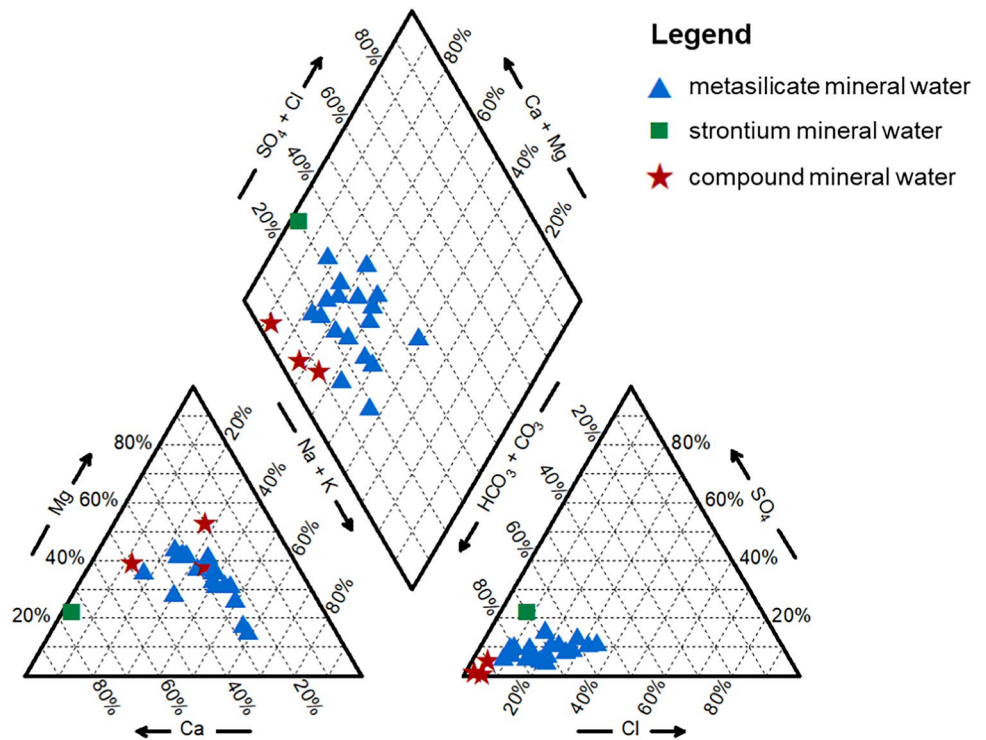 Legend
metasilicate mineral water
strontium mineral water
compound mineral water
80%
80%
60%
60%
SO₄ + Cl
Ca + Mg
40%
40%
20%
20%
Na + K
HCO₃ + CO₃
Mg
80%
60%
40%
20%
20%
40%
60%
80%
80%
60%
40%
20%
Ca
20%
40%
60%
80%
80%
60%
40%
20%
SO₄
20%
40%
60%
80%
Cl